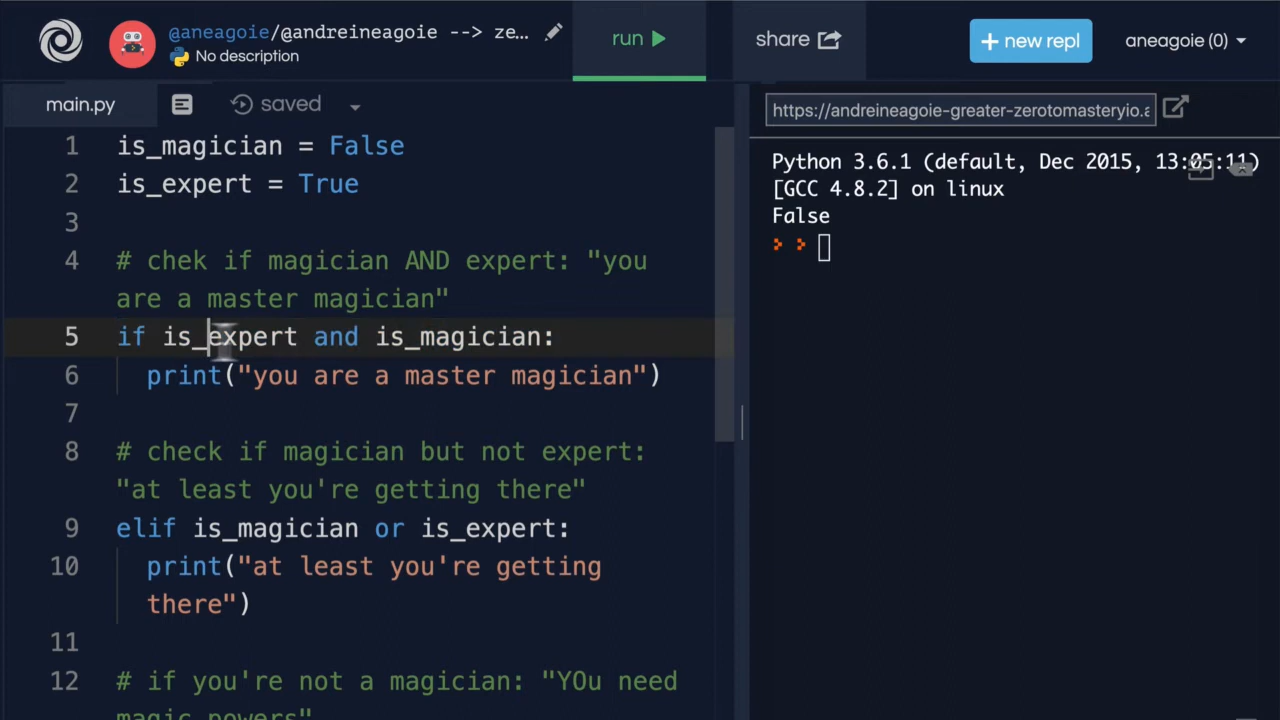 @aneagoie/@andreineagoie --> ze...
No description
run
share
+ new repl
aneagoie (0)
main.py
saved
https://andreineagoie-greater-zerotomasteryio.a
1 is_magician = False
2 is_expert = True
3
4 # chek if magician AND expert: "you
are a master magician"
5 if is_expert and is_magician:
6 print("you are a master magician")
7
8 # check if magician but not expert:
"at least you're getting there"
9 elif is_magician or is_expert:
10 print("at least you're getting
there")
11
12 # if you're not a magician: "YOu need
magic powers"
Python 3.6.1 (default, Dec 2015, 13:05:11)
[GCC 4.8.2] on linux
False